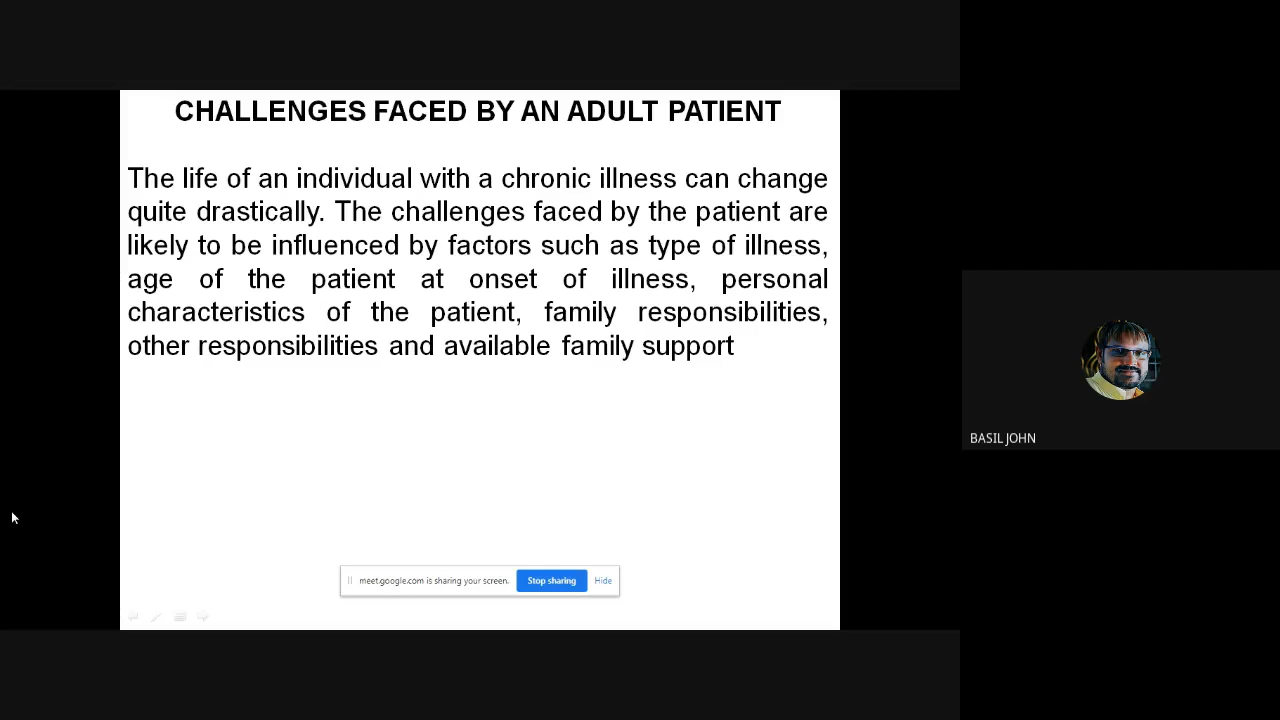 CHALLENGES FACED BY AN ADULT PATIENT
The life of an individual with a chronic illness can change
quite drastically. The challenges faced by the patient are
likely to be influenced by factors such as type of illness,
age of the patient at onset of illness, personal
characteristics of the patient, family responsibilities,
other responsibilities and available family support
BASIL JOHN
meet.google.com is sharing your screen. Stop sharing Hide